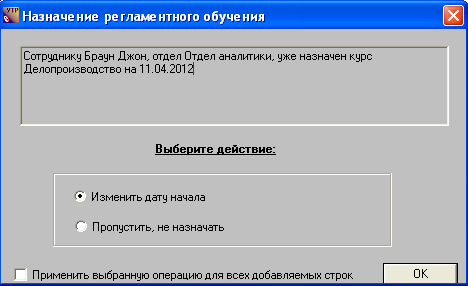 VIP Назначение регламентного обучения
Сотруднику Браун Джон, отдел Отдел аналитики, уже назначен курс
Делопроизводство на 11.04.2012
Выберите действие:
Изменить дату начала
Пропустить, не назначать
Применить выбранную операцию для всех добавляемых строк
OK